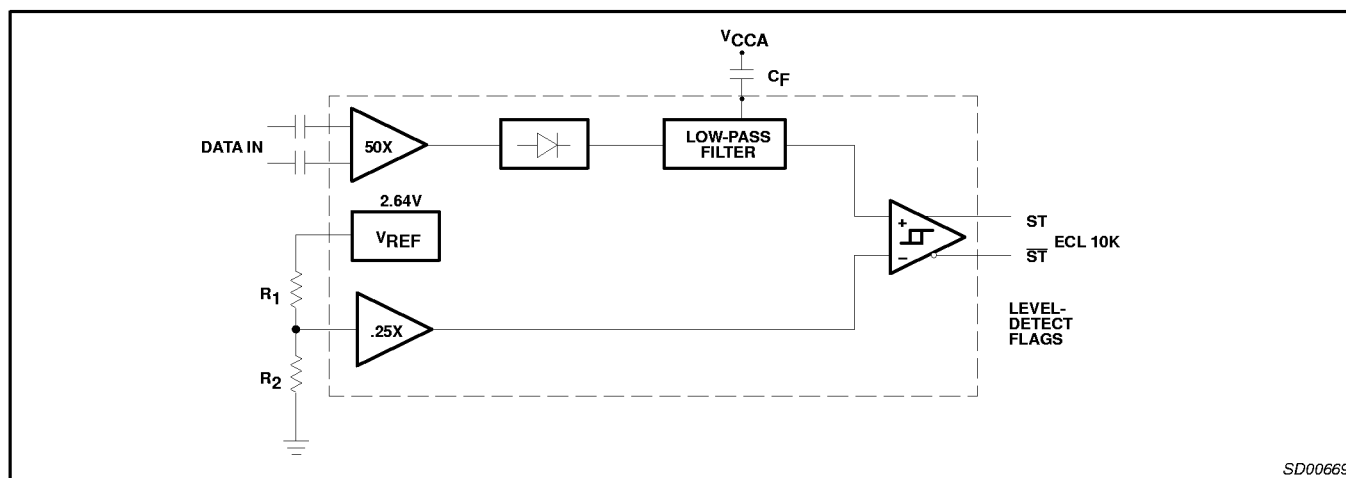 VCCA
CF
DATA IN
50X
LOW-PASS
FILTER
2.64V
VREF
+
−
ST
S̅T̅
ECL 10K
R1
.25X
LEVEL-
DETECT
FLAGS
R2
SD00669